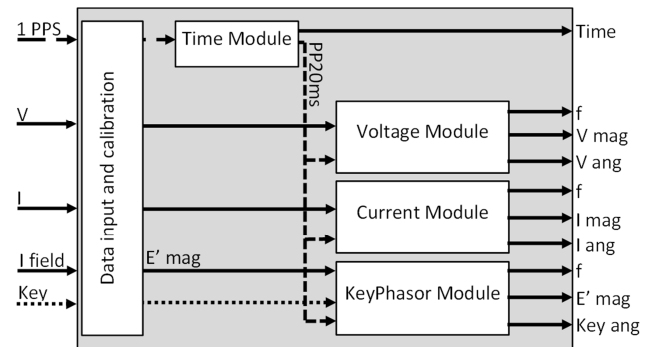 1 PPS
V
I
I field
Key
Data input and calibration
E’ mag
Time Module
PP20ms
Voltage Module
Current Module
KeyPhasor Module
Time
f
V mag
V ang
f
I mag
I ang
f
E’ mag
Key ang